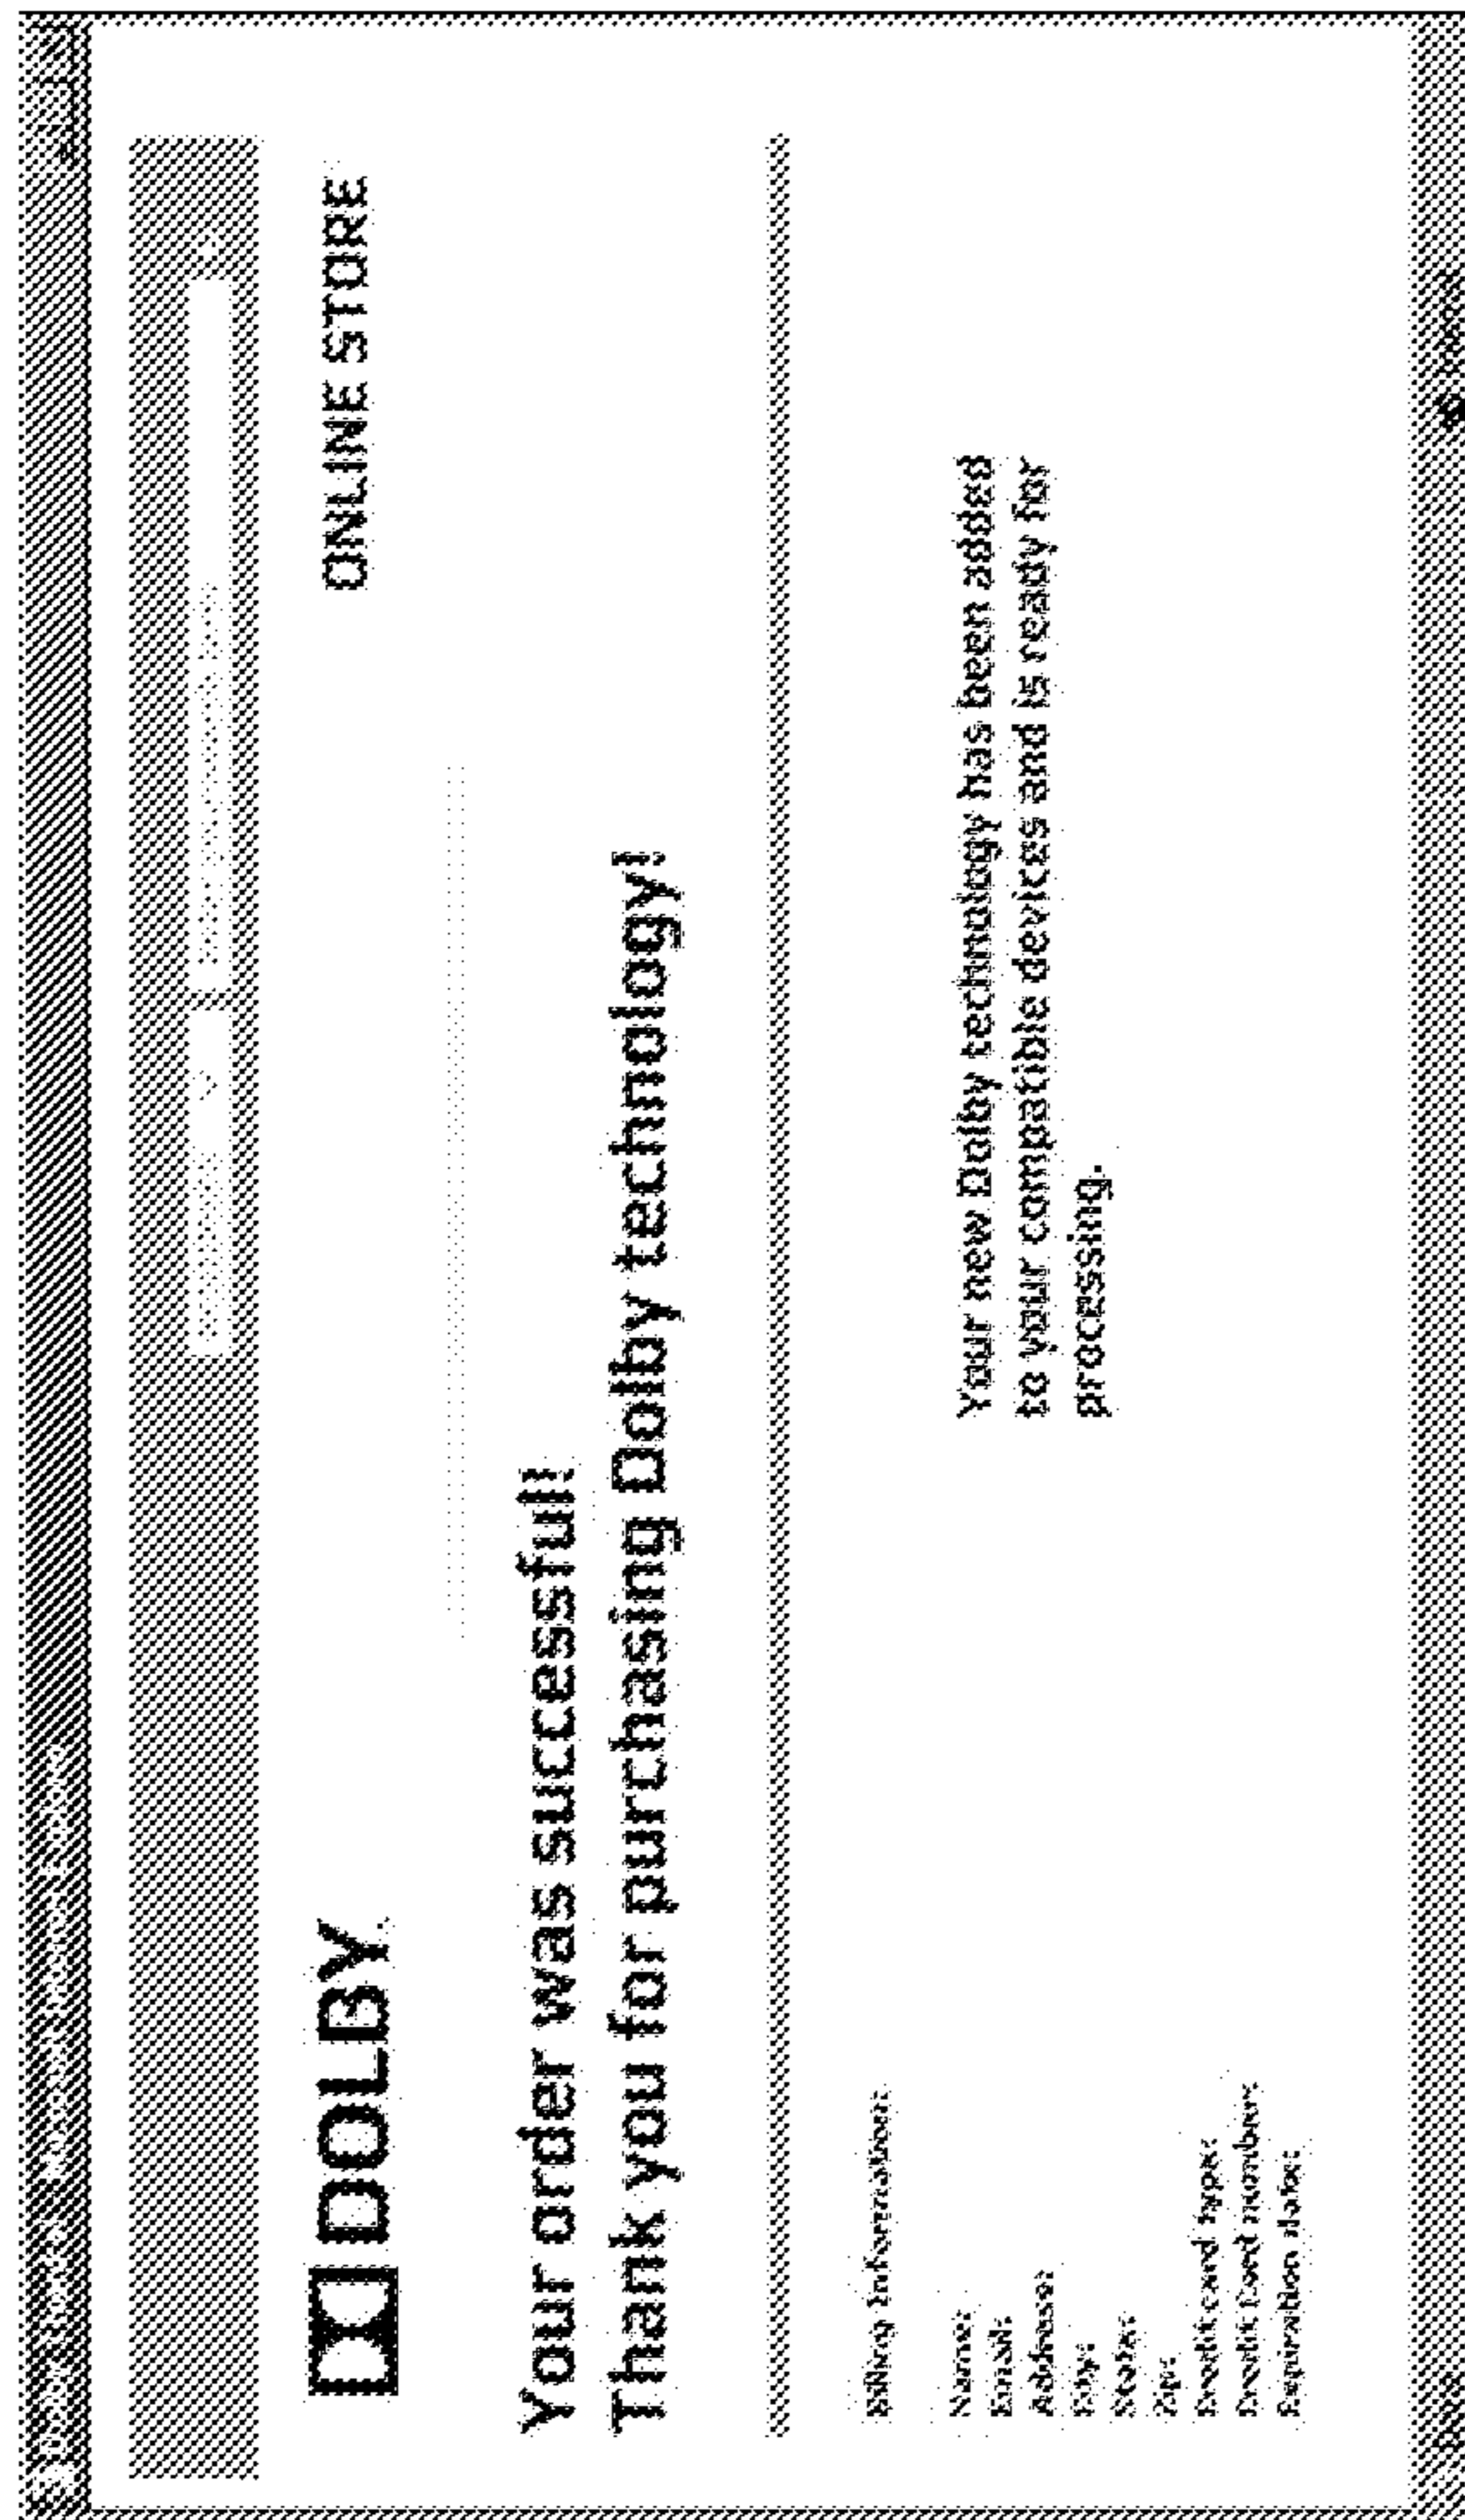 DOLBY
ONLINE STORE
Your order was successful!
Thank you for purchasing Dolby technology!
Billing Information:
Name:
Email:
Address:
City:
State:
Zip:
Credit card type:
Credit Card number:
Expiration date:
Your new Dolby technology has been added
to your compatible devices and is ready for
processing.